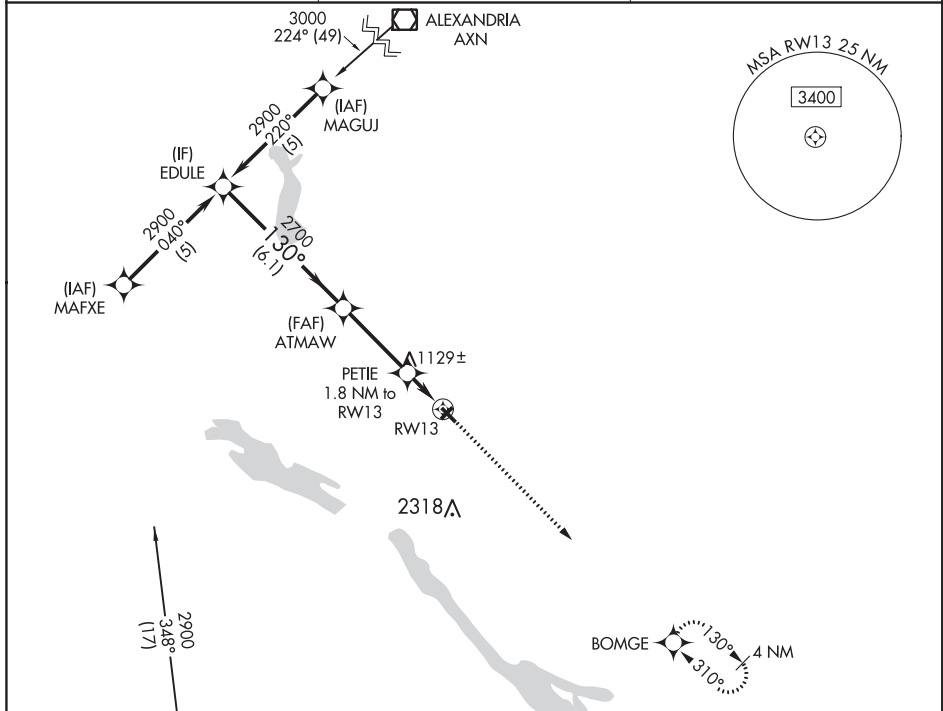 3000
224° (49)
ALEXANDRIA
AXN
MSA RW13 25 NM
3400
(IAF)
MAGUJ
2900
220°
(5)
(IF)
EDULE
2900
040°
(5)
2700
130°
(6.1)
(IAF)
MAFXE
(FAF)
ATMAW
1129±
PETIE
1.8 NM to
RW13
RW13
2318
2900
348°
(17)
BOMGE
130°
310°
4 NM